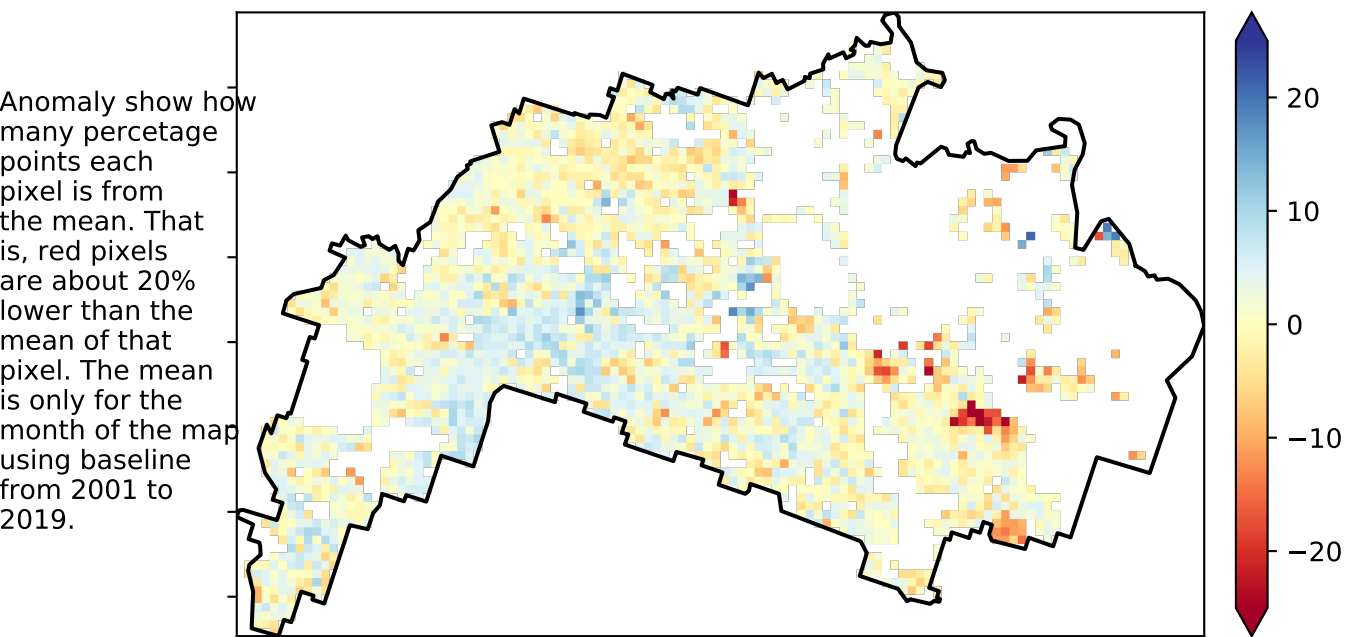 Anomaly show how
many percetage
points each
pixel is from
the mean. That
is, red pixels
are about 20%
lower than the
mean of that
pixel. The mean
is only for the
month of the map
using baseline
from 2001 to
2019.
20
10
0
−10
−20